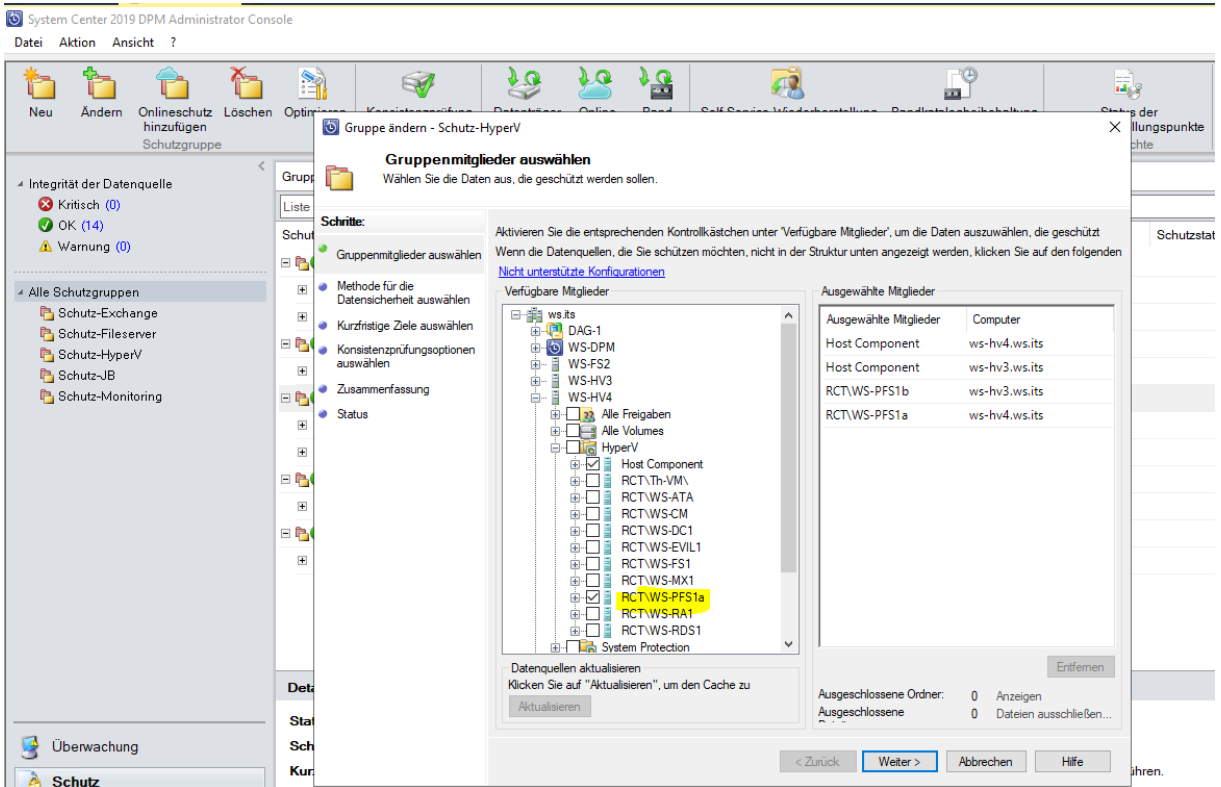 System Center 2019 DPM Administrator Console
Datei Aktion Ansicht ?
Neu Ändern Onlineschutz hinzufügen Löschen
Schutzgruppe
Self-Service-Wiederherstellung
Status der
llungspunkte
chte
Integrität der Datenquelle
Kritisch (0)
OK (14)
Warnung (0)
Alle Schutzgruppen
Schutz-Exchange
Schutz-Fileserver
Schutz-HyperV
Schutz-JB
Schutz-Monitoring
Überwachung
Schutz
Grupp
Liste
Schut
Schutzstat
Deta
Stat
Sch
Kurz
ühren.
Gruppe ändern - Schutz-HyperV
Gruppenmitglieder auswählen
Wählen Sie die Daten aus, die geschützt werden sollen.
Schritte:
Gruppenmitglieder auswählen
Methode für die
Datensicherheit auswählen
Kurzfristige Ziele auswählen
Konsistenzprüfungsoptionen
auswählen
Zusammenfassung
Status
Aktivieren Sie die entsprechenden Kontrollkästchen unter 'Verfügbare Mitglieder', um die Daten auszuwählen, die geschützt
Wenn die Datenquellen, die Sie schützen möchten, nicht in der Struktur unten angezeigt werden, klicken Sie auf den folgenden
Nicht unterstützte Konfigurationen
Verfügbare Mitglieder
ws.its
DAG-1
WS-DPM
WS-FS2
WS-HV3
WS-HV4
Alle Freigaben
Alle Volumes
HyperV
Host Component
RCT\Th-VM\
RCT\WS-ATA
RCT\WS-CM
RCT\WS-DC1
RCT\WS-EVIL1
RCT\WS-FS1
RCT\WS-MX1
RCT\WS-PFS1a
RCT\WS-RA1
RCT\WS-RDS1
System Protection
Datenquellen aktualisieren
Klicken Sie auf "Aktualisieren", um den Cache zu
Aktualisieren
Ausgewählte Mitglieder
Ausgewählte Mitglieder Computer
Host Component ws-hv4.ws.its
Host Component ws-hv3.ws.its
RCT\WS-PFS1b ws-hv3.ws.its
RCT\WS-PFS1a ws-hv4.ws.its
Entfernen
Ausgeschlossene Ordner: 0 Anzeigen
Ausgeschlossene 0 Dateien ausschließen...
< Zurück Weiter > Abbrechen Hilfe